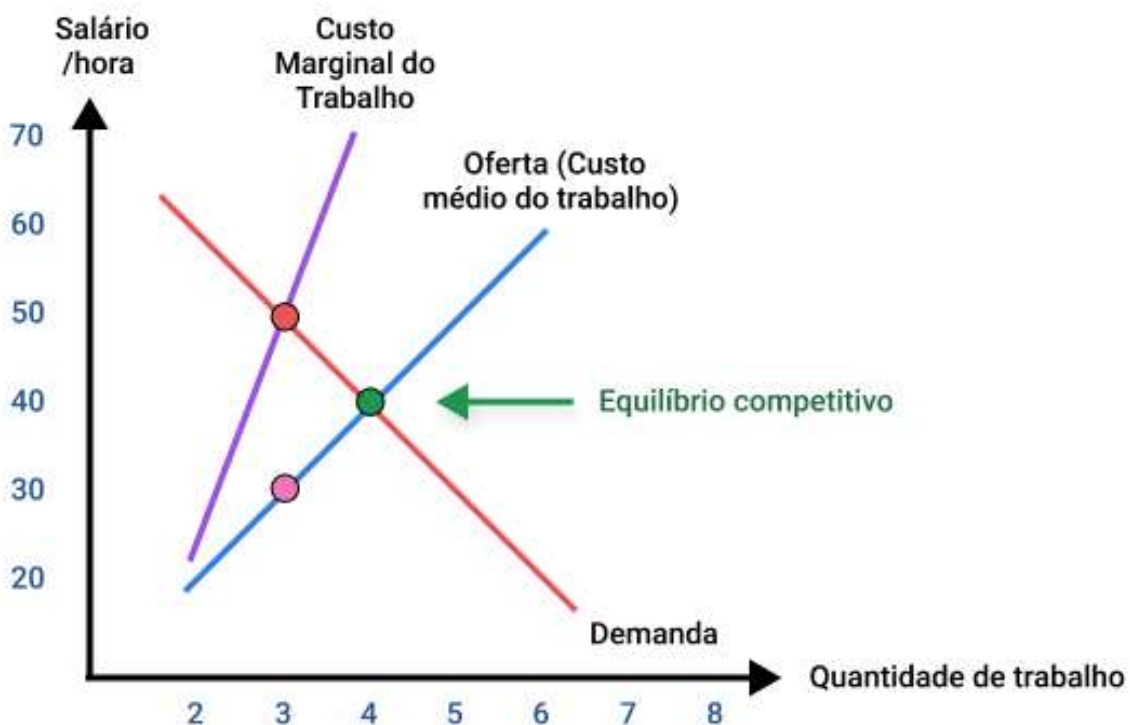 Salário
/hora
Custo
Marginal do
Trabalho
70
Oferta (Custo
médio do trabalho)
60
50
40
Equilíbrio competitivo
30
20
Demanda
Quantidade de trabalho
2 3 4 5 6 7 8